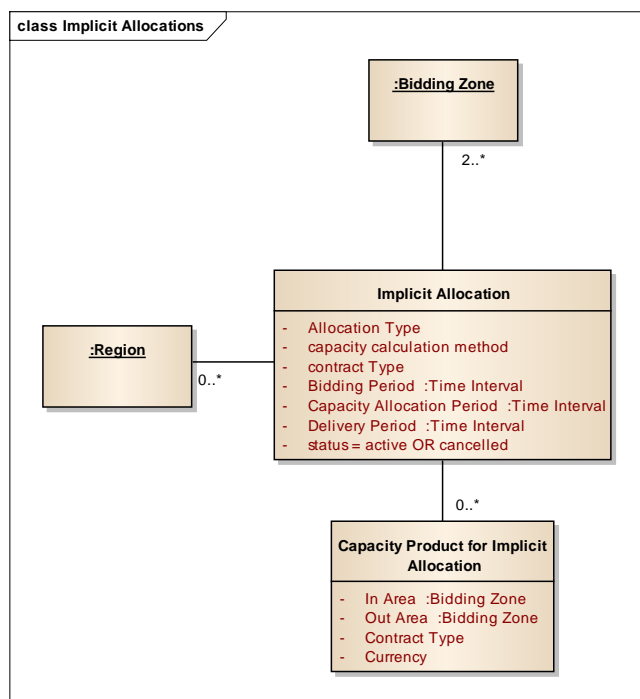 class Implicit Allocations
:Bidding Zone
2..*
Implicit Allocation
- Allocation Type
- capacity calculation method
- contract Type
- Bidding Period :Time Interval
- Capacity Allocation Period :Time Interval
- Delivery Period :Time Interval
- status = active OR cancelled
:Region
0..*
0..*
Capacity Product for Implicit
Allocation
- In Area :Bidding Zone
- Out Area :Bidding Zone
- Contract Type
- Currency